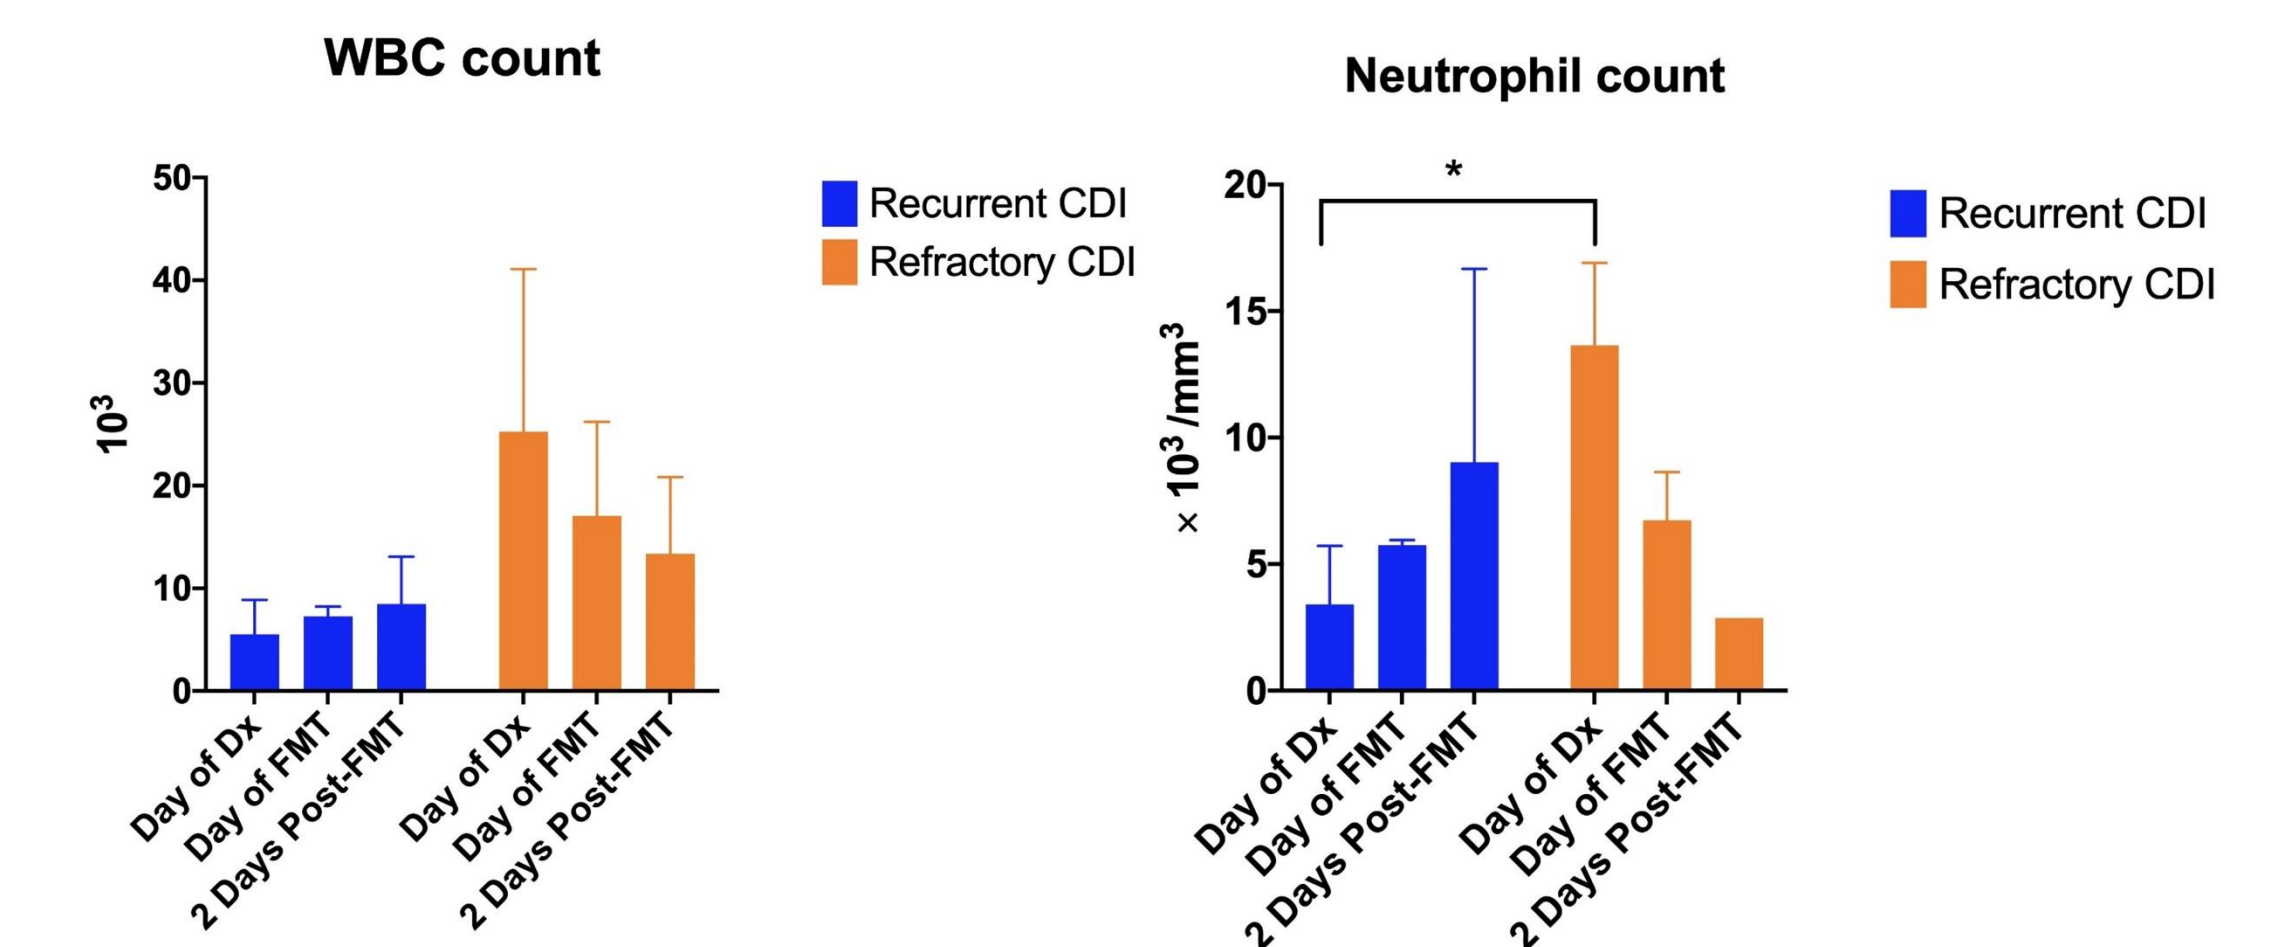 WBC count
50
40
30
20
10
0
10³
Day of Dx
Day of FMT
2 Days Post-FMT
Day of Dx
Day of FMT
2 Days Post-FMT
Recurrent CDI
Refractory CDI
Neutrophil count
*
20
15
10
5
0
× 10³ /mm³
Day of Dx
Day of FMT
2 Days Post-FMT
Day of Dx
Day of FMT
2 Days Post-FMT
Recurrent CDI
Refractory CDI